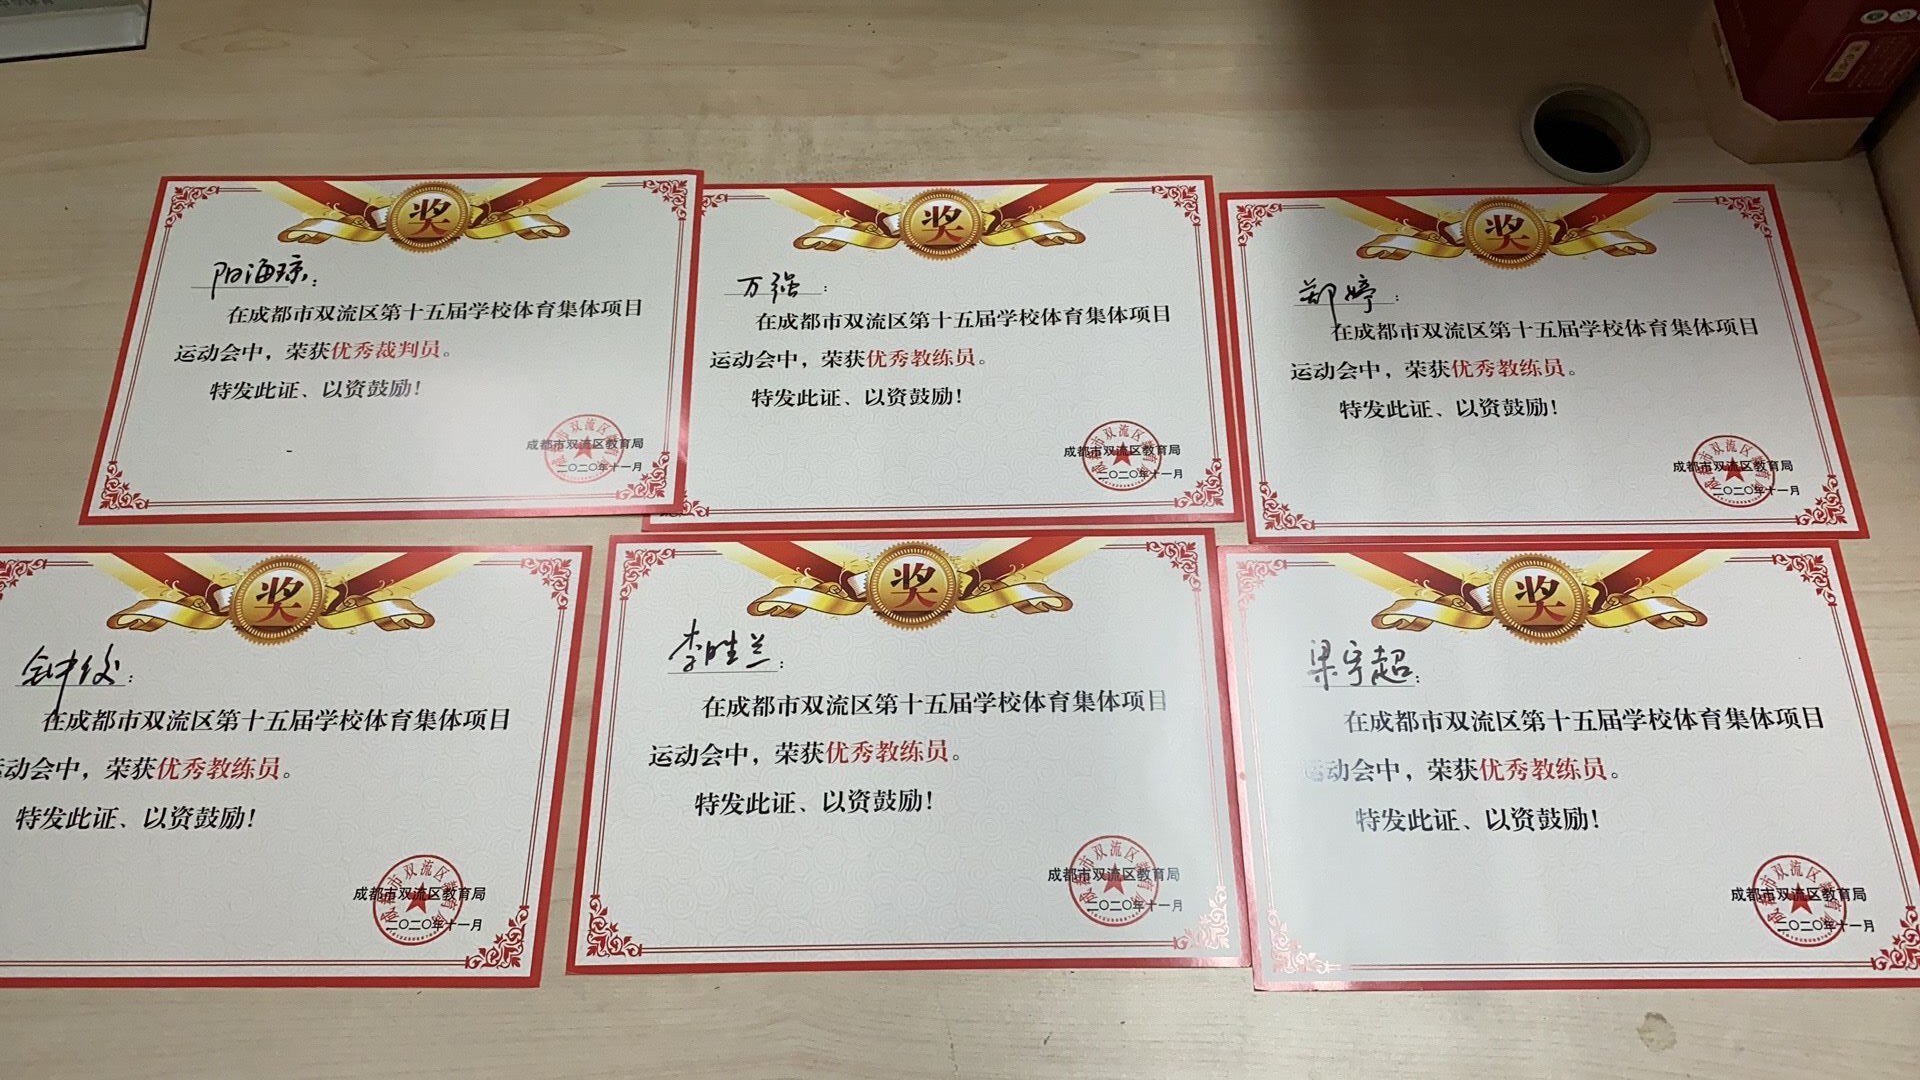 奖
阳海琼：
在成都市双流区第十五届学校体育集体项目
运动会中，荣获优秀裁判员。
特发此证、以资鼓励！
成都市双流区教育局
二〇二〇年十一月
奖
万强：
在成都市双流区第十五届学校体育集体项目
运动会中，荣获优秀教练员。
特发此证、以资鼓励！
成都市双流区教育局
二〇二〇年十一月
奖
郑婷：
在成都市双流区第十五届学校体育集体项目
运动会中，荣获优秀教练员。
特发此证、以资鼓励！
成都市双流区教育局
二〇二〇年十一月
奖
在成都市双流区第十五届学校体育集体项目
运动会中，荣获优秀教练员。
特发此证、以资鼓励！
成都市双流区教育局
二〇二〇年十一月
奖
李胜兰：
在成都市双流区第十五届学校体育集体项目
运动会中，荣获优秀教练员。
特发此证、以资鼓励！
成都市双流区教育局
二〇二〇年十一月
奖
梁宇超：
在成都市双流区第十五届学校体育集体项目
运动会中，荣获优秀教练员。
特发此证、以资鼓励！
成都市双流区教育局
二〇二〇年十一月